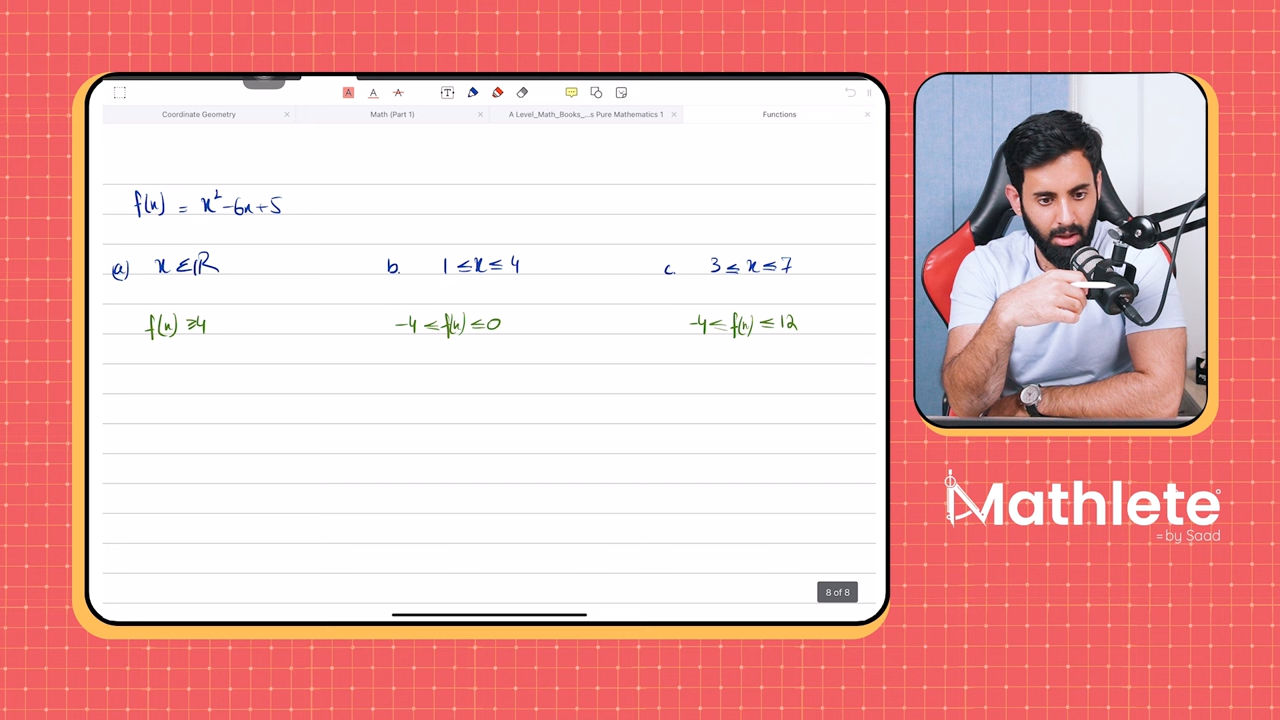 Coordinate Geometry
Math (Part 1)
A Level_Math_Books_...s Pure Mathematics 1
Functions
f(x) = x² - 6x + 5
a) x ∈ ℝ
b. 1 ≤ x ≤ 4
c. 3 ≤ x ≤ 7
f(x) ≥ 4
-4 ≤ f(x) ≤ 0
-4 ≤ f(x) ≤ 12
8 of 8
Mathlete
= by Saad